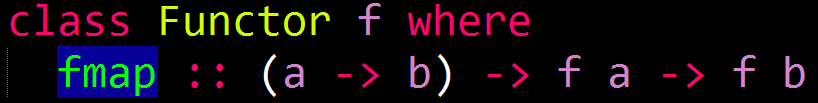 class Functor f where
fmap :: (a -> b) -> f a -> f b